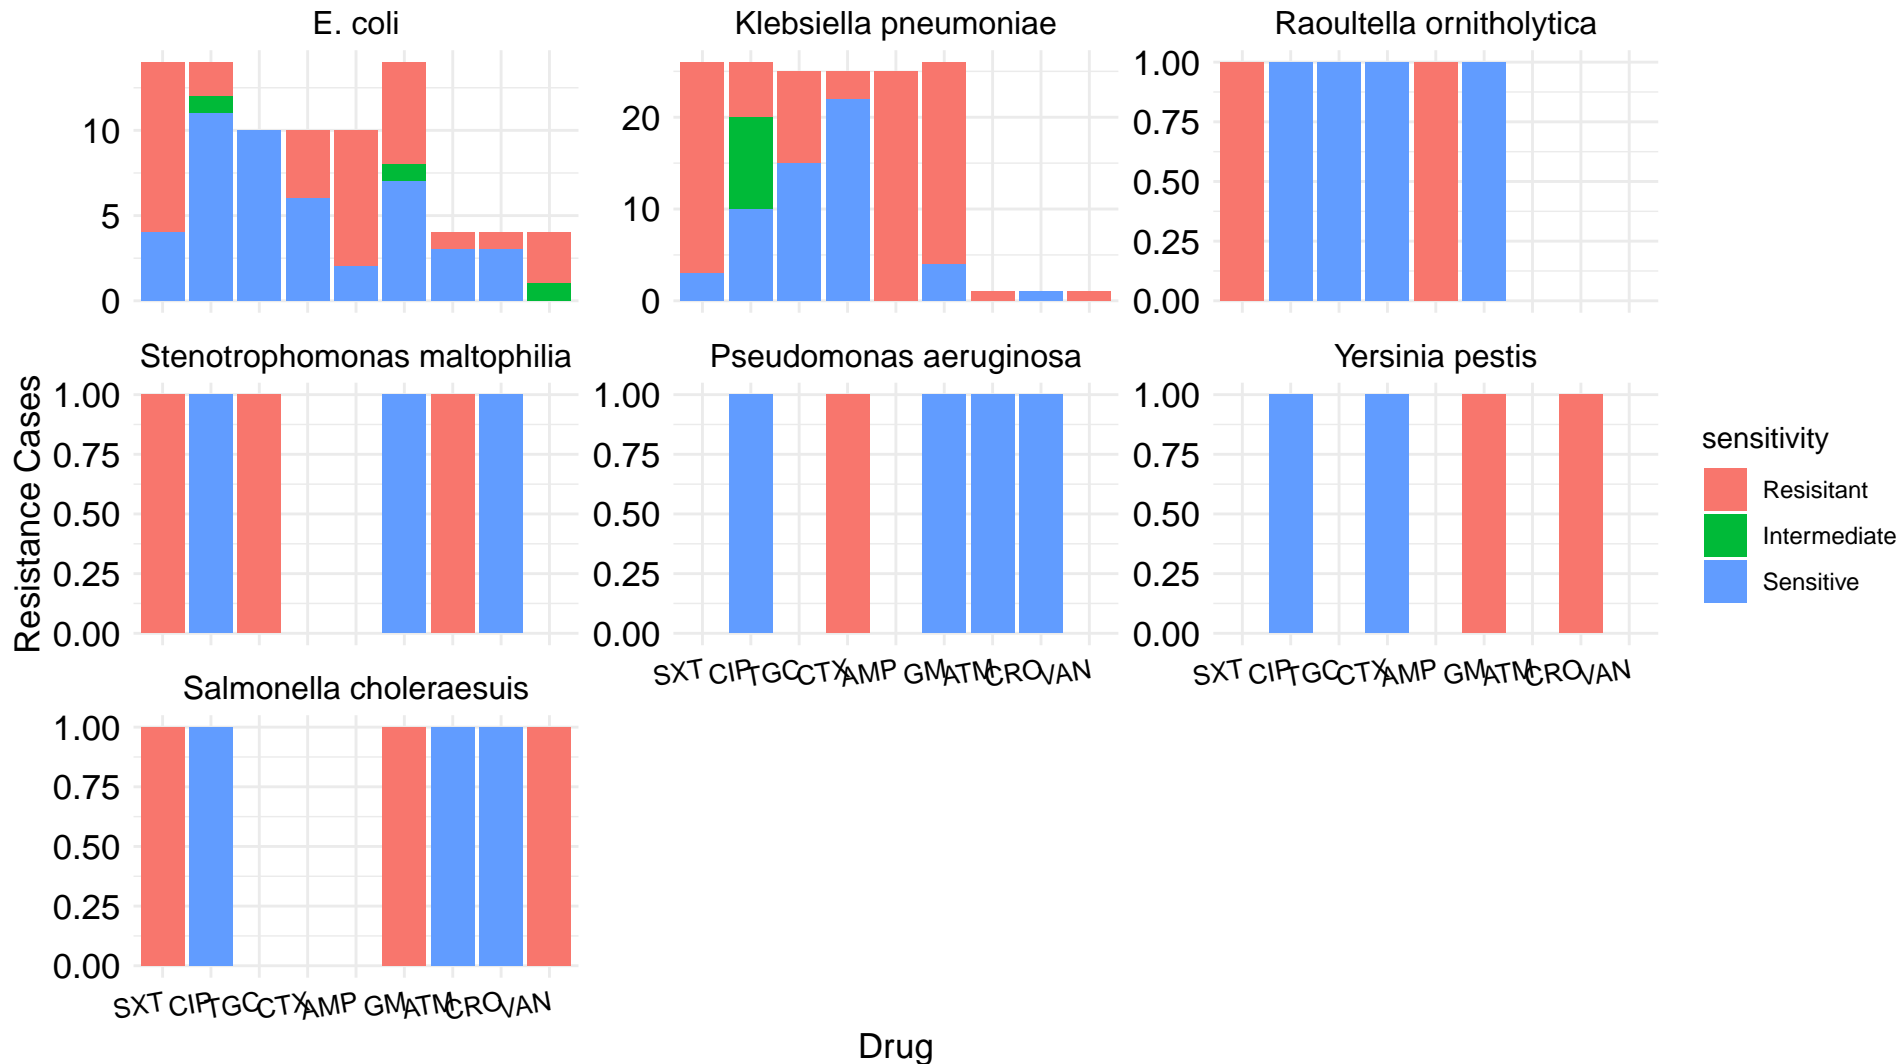 E. coli
Klebsiella pneumoniae
Raoultella ornitholytica
10
5
0
20
10
0
1.00
0.75
0.50
0.25
0.00
Stenotrophomonas maltophilia
Pseudomonas aeruginosa
Yersinia pestis
Resistance Cases
1.00
0.75
0.50
0.25
0.00
1.00
0.75
0.50
0.25
0.00
1.00
0.75
0.50
0.25
0.00
SXT CIP TGC CTX AMP GM ATM CRO VAN
SXT CIP TGC CTX AMP GM ATM CRO VAN
Salmonella choleraesuis
1.00
0.75
0.50
0.25
0.00
SXT CIP TGC CTX AMP GM ATM CRO VAN
Drug
sensitivity
Resisitant
Intermediate
Sensitive